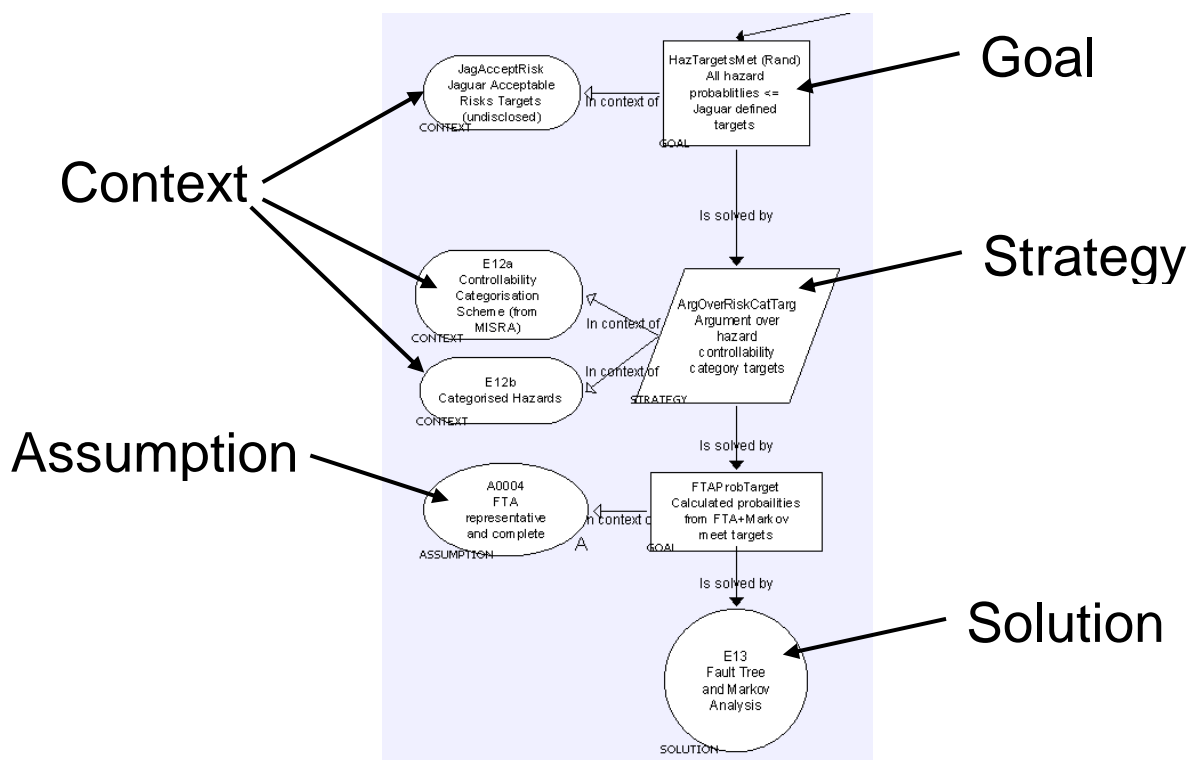 Goal
HazTargetsMet (Rand)
All hazard
probablitlies <=
Jaguar defined
targets
GOAL
JagAcceptRisk
Jaguar Acceptable
Risks Targets
(undisclosed)
CONTEXT
In context of
Context
Is solved by
Strategy
E12a
Controllability
Categorisation
Scheme (from
MISRA)
CONTEXT
In context of
ArgOverRiskCatTarg
Argument over
hazard
controllability
category targets
STRATEGY
In context of
E12b
Categorised Hazards
CONTEXT
Is solved by
Assumption
A0004
FTA
representative
and complete
ASSUMPTION
A
In context o
FTAProbTarget
Calculated probailities
from FTA+Markov
meet targets
GOAL
Is solved by
Solution
E13
Fault Tree
and Markov
Analysis
SOLUTION